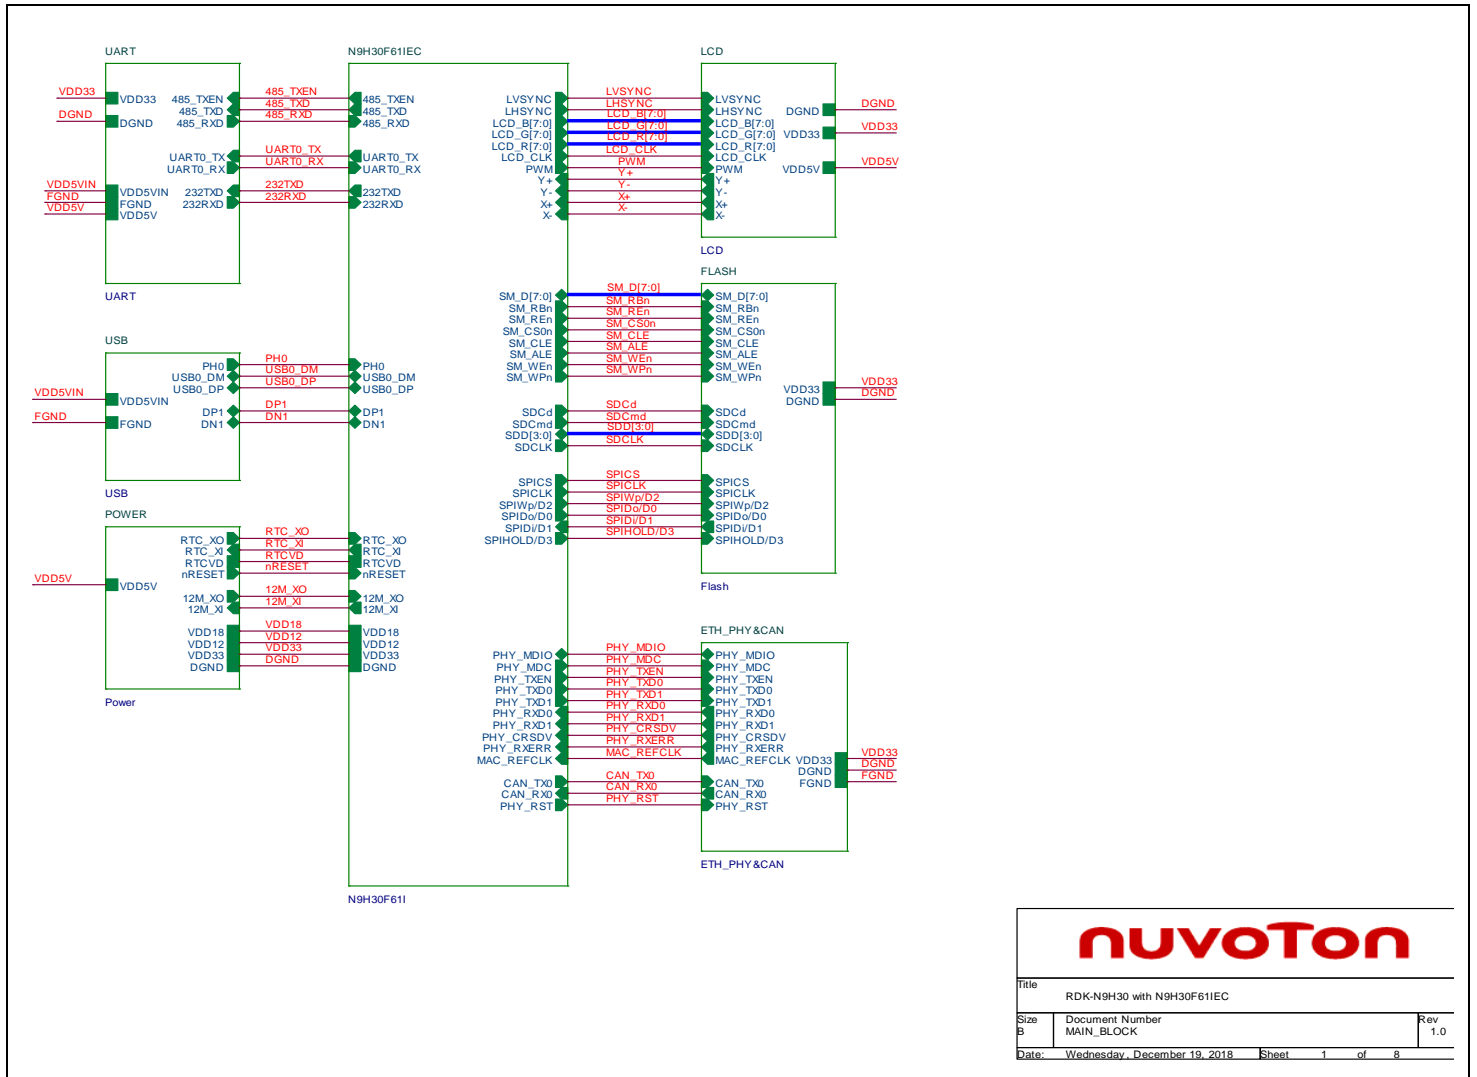 UART
VDD33
DGND
VDD5VIN
FGND
VDD5V
VDD33
DGND
VDD5VIN
FGND
VDD5V
485_TXEN
485_TXD
485_RXD
UART0_TX
UART0_RX
232TXD
232RXD
485_TXEN
485_TXD
485_RXD
UART0_TX
UART0_RX
232TXD
232RXD
UART
USB
VDD5VIN
FGND
VDD5VIN
FGND
PH0
USB0_DM
USB0_DP
DP1
DN1
PH0
USB0_DM
USB0_DP
DP1
DN1
USB
POWER
VDD5V
VDD5V
RTC_XO
RTC_XI
RTCVD
nRESET
12M_XO
12M_XI
VDD18
VDD12
VDD33
DGND
RTC_XO
RTC_XI
RTCVD
nRESET
12M_XO
12M_XI
VDD18
VDD12
VDD33
DGND
Power
N9H30F61IEC
485_TXEN
485_TXD
485_RXD
UART0_TX
UART0_RX
232TXD
232RXD
PH0
USB0_DM
USB0_DP
DP1
DN1
RTC_XO
RTC_XI
RTCVD
nRESET
12M_XO
12M_XI
VDD18
VDD12
VDD33
DGND
LVSYNC
LHSYNC
LCD_B[7:0]
LCD_G[7:0]
LCD_R[7:0]
LCD_CLK
PWM
Y+
Y-
X+
X-
SM_D[7:0]
SM_RBn
SM_REn
SM_CS0n
SM_CLE
SM_ALE
SM_WEn
SM_WPn
SDCd
SDCmd
SDD[3:0]
SDCLK
SPICS
SPICLK
SPIWp/D2
SPIDo/D0
SPIDi/D1
SPIHOLD/D3
PHY_MDIO
PHY_MDC
PHY_TXEN
PHY_TXD0
PHY_TXD1
PHY_RXD0
PHY_RXD1
PHY_CRSDV
PHY_RXERR
MAC_REFCLK
CAN_TX0
CAN_RX0
PHY_RST
N9H30F61I
LVSYNC
LHSYNC
LCD_B[7:0]
LCD_G[7:0]
LCD_R[7:0]
LCD_CLK
PWM
Y+
Y-
X+
X-
LCD
LVSYNC
LHSYNC
LCD_B[7:0]
LCD_G[7:0]
LCD_R[7:0]
LCD_CLK
PWM
Y+
Y-
X+
X-
DGND
VDD33
VDD5V
DGND
VDD33
VDD5V
LCD
SM_D[7:0]
SM_RBn
SM_REn
SM_CS0n
SM_CLE
SM_ALE
SM_WEn
SM_WPn
SDCd
SDCmd
SDD[3:0]
SDCLK
SPICS
SPICLK
SPIWp/D2
SPIDo/D0
SPIDi/D1
SPIHOLD/D3
FLASH
SM_D[7:0]
SM_RBn
SM_REn
SM_CS0n
SM_CLE
SM_ALE
SM_WEn
SM_WPn
SDCd
SDCmd
SDD[3:0]
SDCLK
SPICS
SPICLK
SPIWp/D2
SPIDo/D0
SPIDi/D1
SPIHOLD/D3
VDD33
DGND
VDD33
DGND
Flash
PHY_MDIO
PHY_MDC
PHY_TXEN
PHY_TXD0
PHY_TXD1
PHY_RXD0
PHY_RXD1
PHY_CRSDV
PHY_RXERR
MAC_REFCLK
CAN_TX0
CAN_RX0
PHY_RST
ETH_PHY&CAN
PHY_MDIO
PHY_MDC
PHY_TXEN
PHY_TXD0
PHY_TXD1
PHY_RXD0
PHY_RXD1
PHY_CRSDV
PHY_RXERR
MAC_REFCLK
CAN_TX0
CAN_RX0
PHY_RST
VDD33
DGND
FGND
VDD33
DGND
FGND
ETH_PHY&CAN
nuvoTon
Title
RDK-N9H30 with N9H30F61IEC
Size
B
Document Number
MAIN_BLOCK
Rev
1.0
Date: Wednesday, December 19, 2018 Sheet 1 of 8